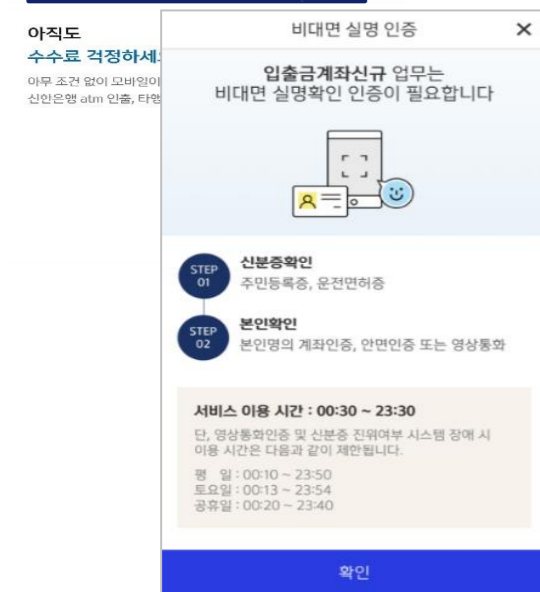 아직도
수수료 걱정하세
아무 조건 없이 모바일이
신한은행 atm 인출, 타행
비대면 실명 인증
입출금계좌신규 업무는
비대면 실명확인 인증이 필요합니다
STEP
01
신분증확인
주민등록증, 운전면허증
STEP
02
본인확인
본인명의 계좌인증, 안면인증 또는 영상통화
서비스 이용 시간 : 00:30 ~ 23:30
단, 영상통화인증 및 신분증 진위여부 시스템 장애 시
이용 시간은 다음과 같이 제한됩니다.
평 일 : 00:10 ~ 23:50
토요일 : 00:13 ~ 23:54
공휴일 : 00:20 ~ 23:40
확인